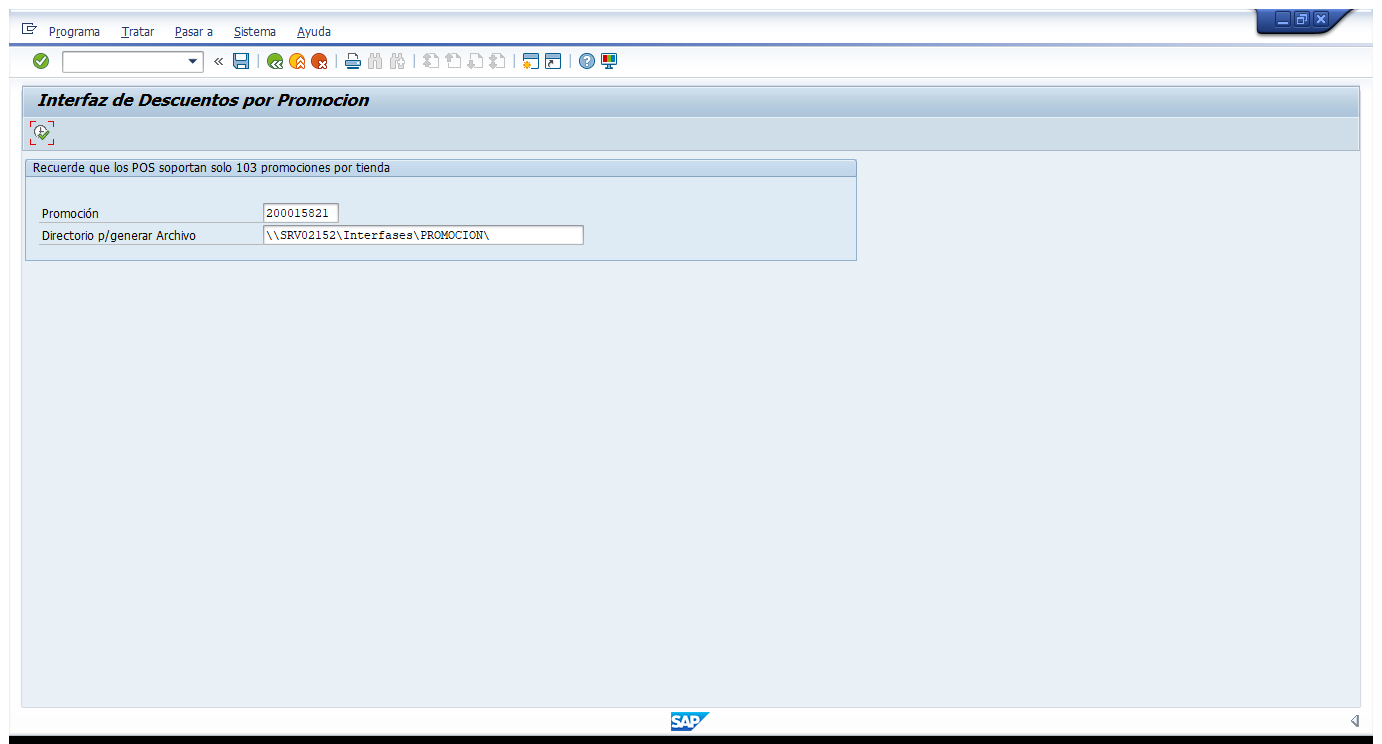 Programa Tratar Pasar a Sistema Ayuda
Interfaz de Descuentos por Promocion
Recuerde que los POS soportan solo 103 promociones por tienda
Promoción 200015821
Directorio p/generar Archivo \\SRV02152\Interfases\PROMOCION\
SAP